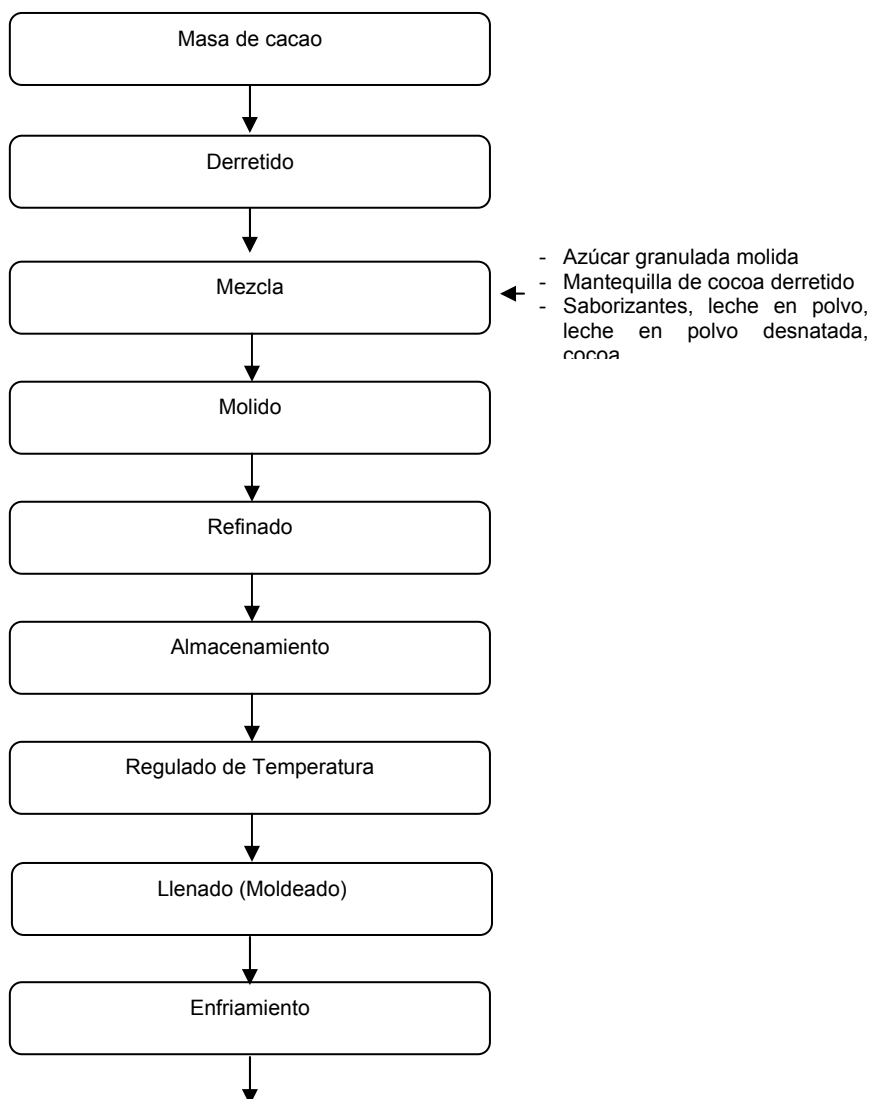 Masa de cacao
Derretido
Mezcla
- Azúcar granulada molida
- Mantequilla de cocoa derretido
- Saborizantes, leche en polvo,
leche en polvo desnatada,
cocoa
Molido
Refinado
Almacenamiento
Regulado de Temperatura
Llenado (Moldeado)
Enfriamiento